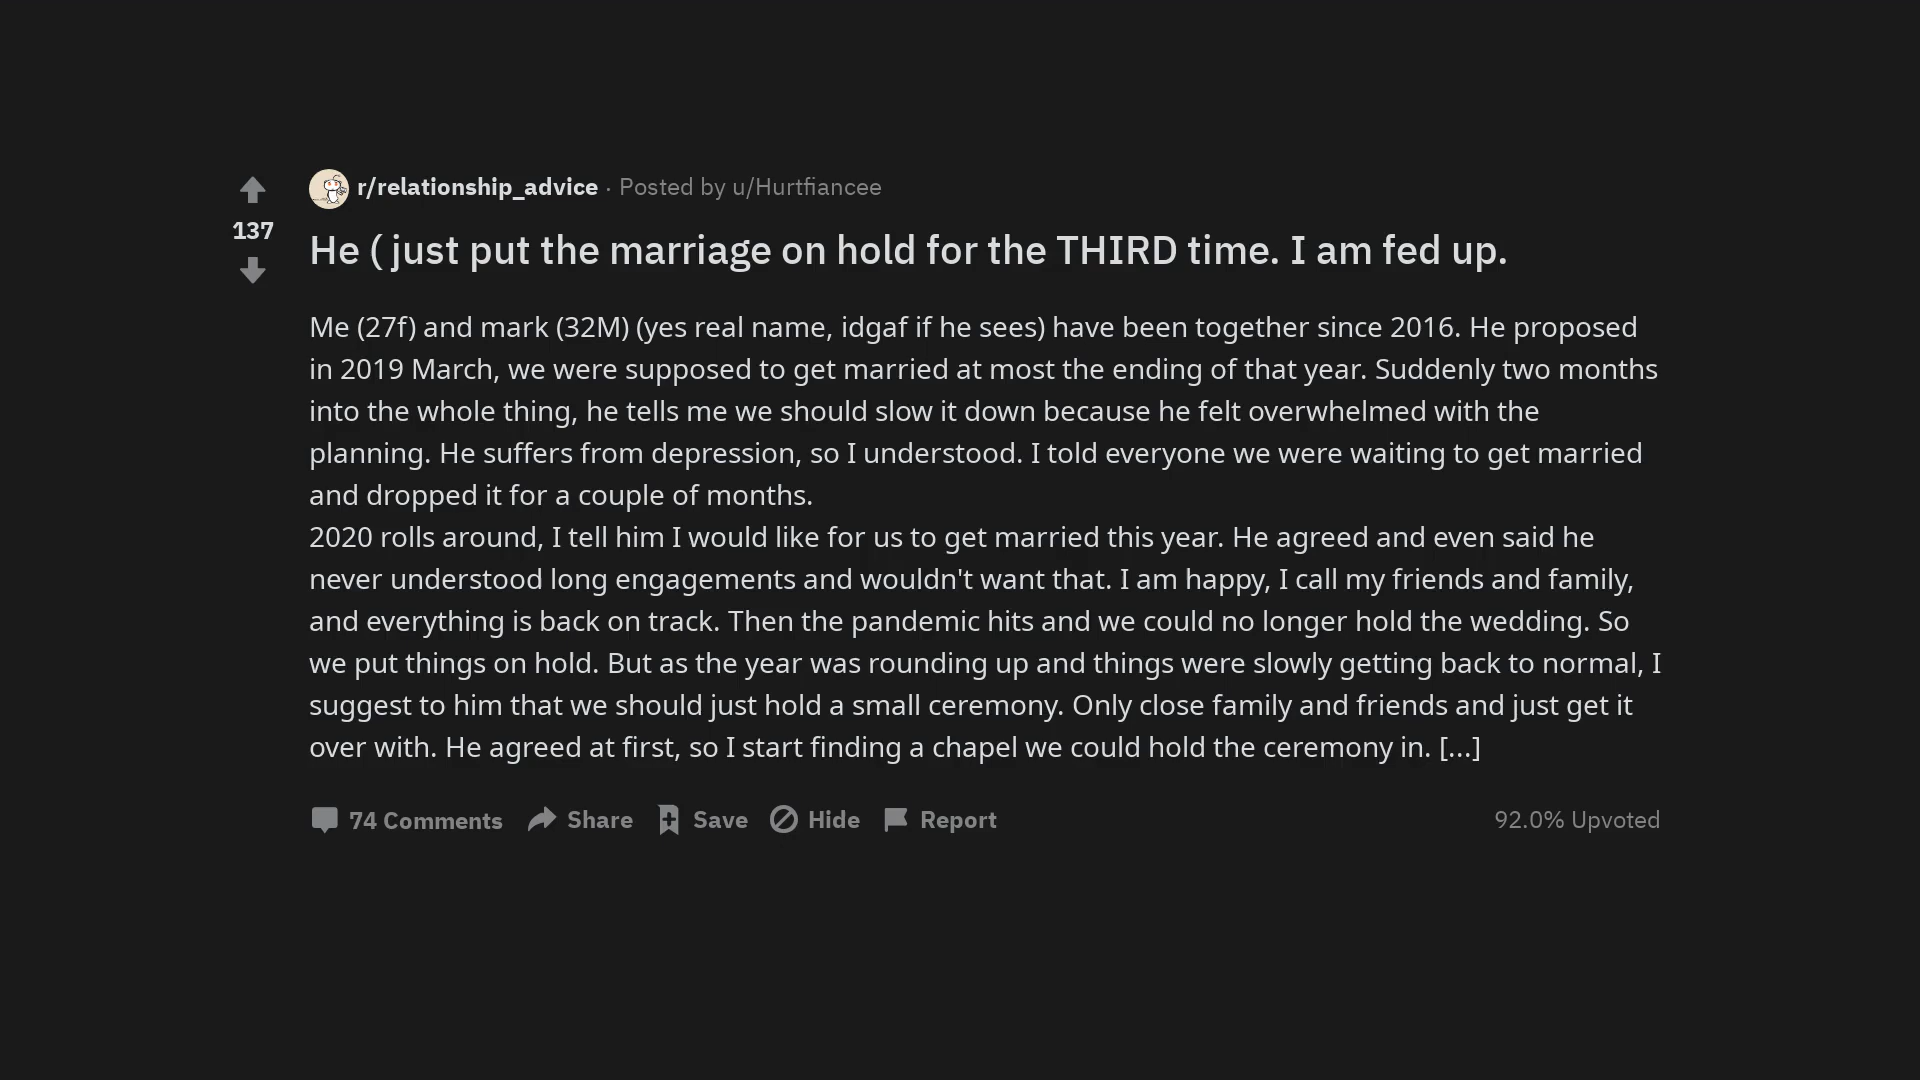 r/relationship_advice · Posted by u/Hurtfiancee
137
He ( just put the marriage on hold for the THIRD time. I am fed up.
Me (27f) and mark (32M) (yes real name, idgaf if he sees) have been together since 2016. He proposed
in 2019 March, we were supposed to get married at most the ending of that year. Suddenly two months
into the whole thing, he tells me we should slow it down because he felt overwhelmed with the
planning. He suffers from depression, so I understood. I told everyone we were waiting to get married
and dropped it for a couple of months.
2020 rolls around, I tell him I would like for us to get married this year. He agreed and even said he
never understood long engagements and wouldn't want that. I am happy, I call my friends and family,
and everything is back on track. Then the pandemic hits and we could no longer hold the wedding. So
we put things on hold. But as the year was rounding up and things were slowly getting back to normal, I
suggest to him that we should just hold a small ceremony. Only close family and friends and just get it
over with. He agreed at first, so I start finding a chapel we could hold the ceremony in. [...]
74 Comments Share Save Hide Report 92.0% Upvoted